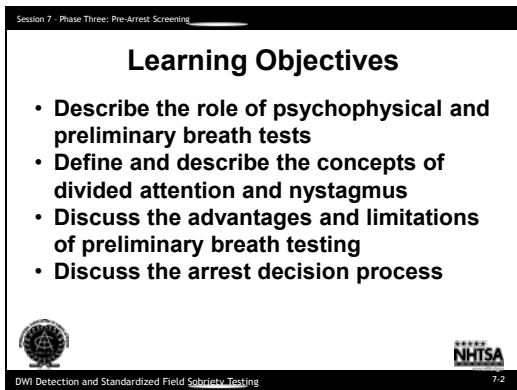 Session 7 - Phase Three: Pre-Arrest Screening
Learning Objectives
• Describe the role of psychophysical and
preliminary breath tests
• Define and describe the concepts of
divided attention and nystagmus
• Discuss the advantages and limitations
of preliminary breath testing
• Discuss the arrest decision process
NHTSA
DWI Detection and Standardized Field Sobriety Testing
7-2